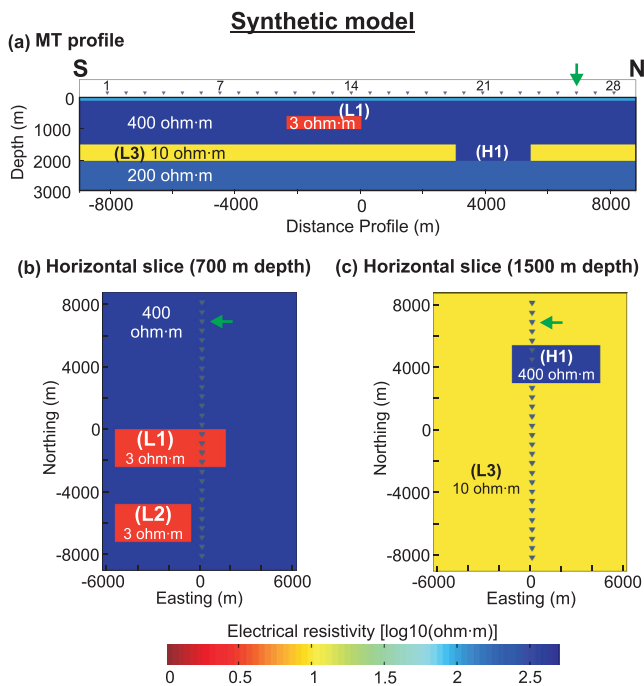 Synthetic model
(a) MT profile
S N
1 7 14 21 28
0
1000
2000
3000
Depth (m)
(L1)
400 ohm·m 3 ohm·m
(L3) 10 ohm·m (H1)
200 ohm·m
-8000 -4000 0 4000 8000
Distance Profile (m)
(b) Horizontal slice (700 m depth)
8000
4000
0
-4000
-8000
Northing (m)
400
ohm·m
(L1)
3 ohm·m
(L2)
3 ohm·m
-6000 0 6000
Easting (m)
(c) Horizontal slice (1500 m depth)
8000
4000
0
-4000
-8000
Northing (m)
(H1)
400 ohm·m
(L3)
10 ohm·m
-6000 0 6000
Easting (m)
Electrical resistivity [log10(ohm·m)]
0 0.5 1 1.5 2 2.5